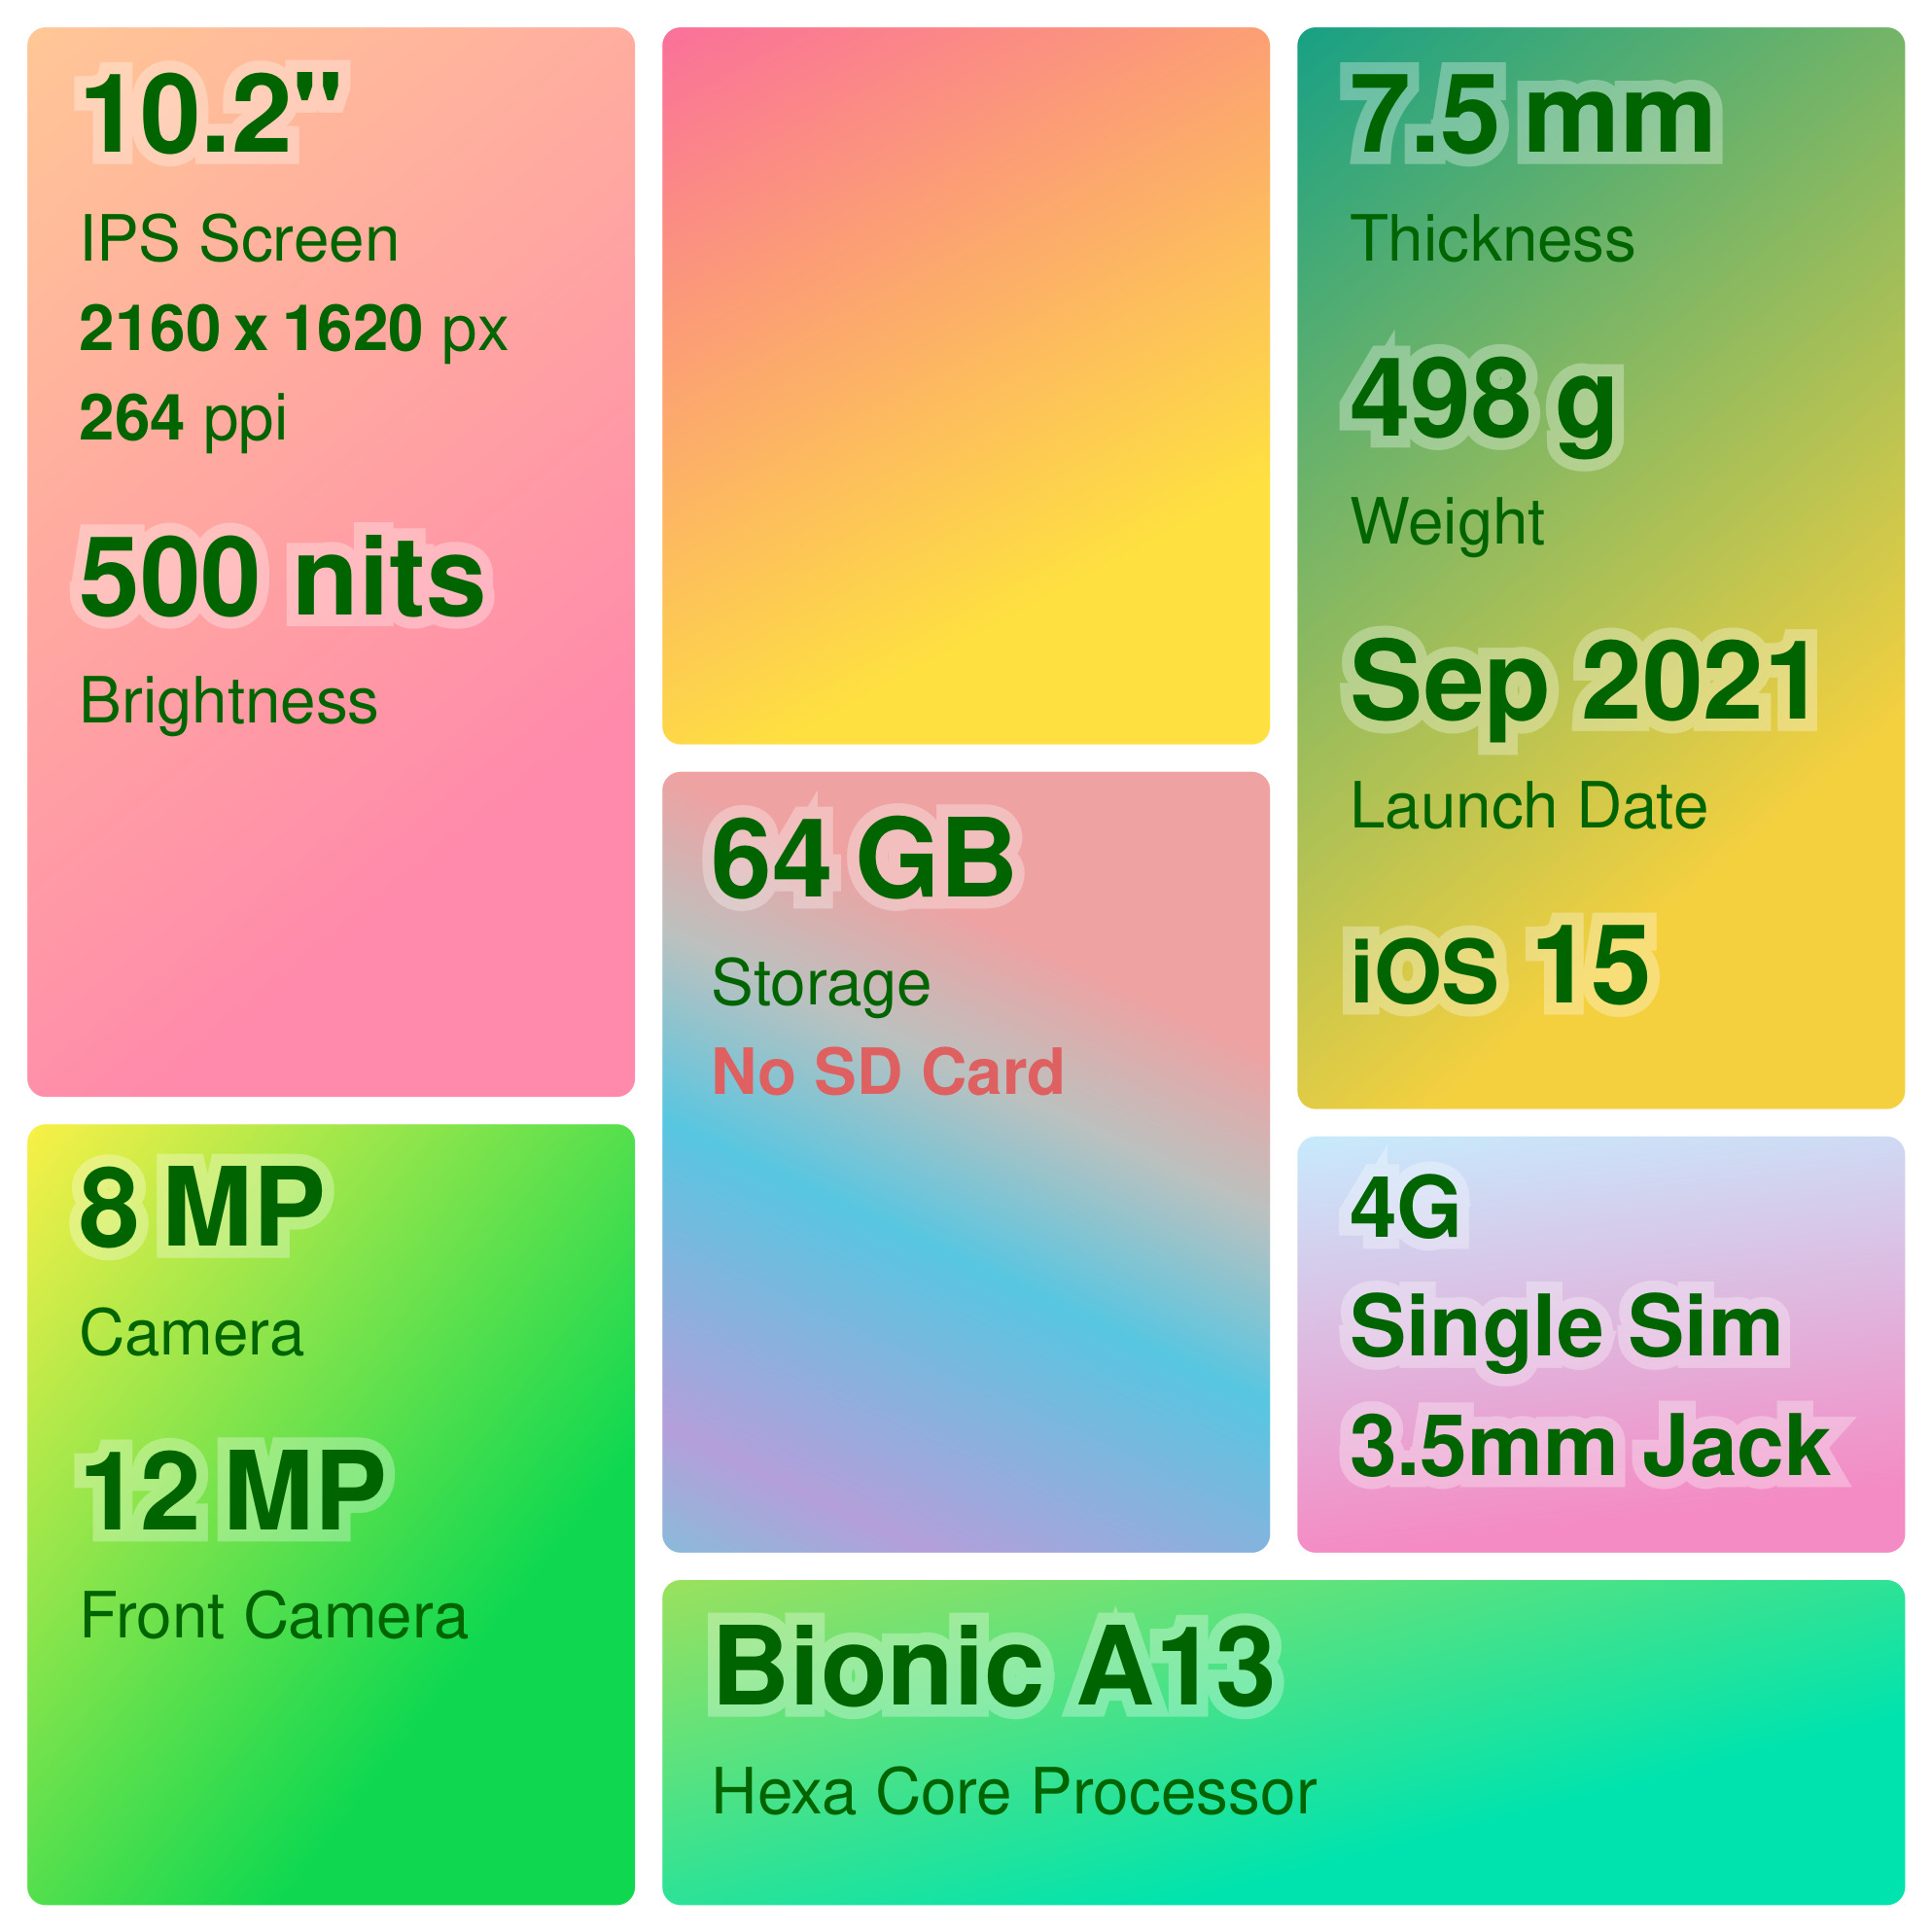 10.2"
IPS Screen
2160 x 1620 px
264 ppi
500 nits
Brightness
7.5 mm
Thickness
498 g
Weight
Sep 2021
Launch Date
iOS 15
64 GB
Storage
No SD Card
8 MP
Camera
12 MP
Front Camera
4G
Single Sim
3.5mm Jack
Bionic A13
Hexa Core Processor